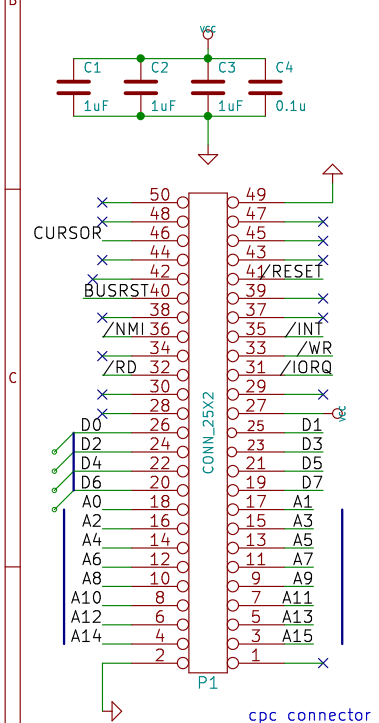 B
vcc
C1 C2 C3 C4
1uF 1uF 1uF 0.1u
50 49
48 47
CURSOR 46 45
44 43
42 41 /RESET
BUSRST 40 39
38 37
/NMI 36 35 /INT
34 33 /WR
/RD 32 31 /IORQ
30 29
28 27 vcc
D0 26 25 D1
D2 24 23 D3
D4 22 21 D5
D6 20 19 D7
A0 18 17 A1
A2 16 15 A3
A4 14 13 A5
A6 12 11 A7
A8 10 9 A9
A10 8 7 A11
A12 6 5 A13
A14 4 3 A15
2 1
CONN_25X2
C
P1
cpc connector